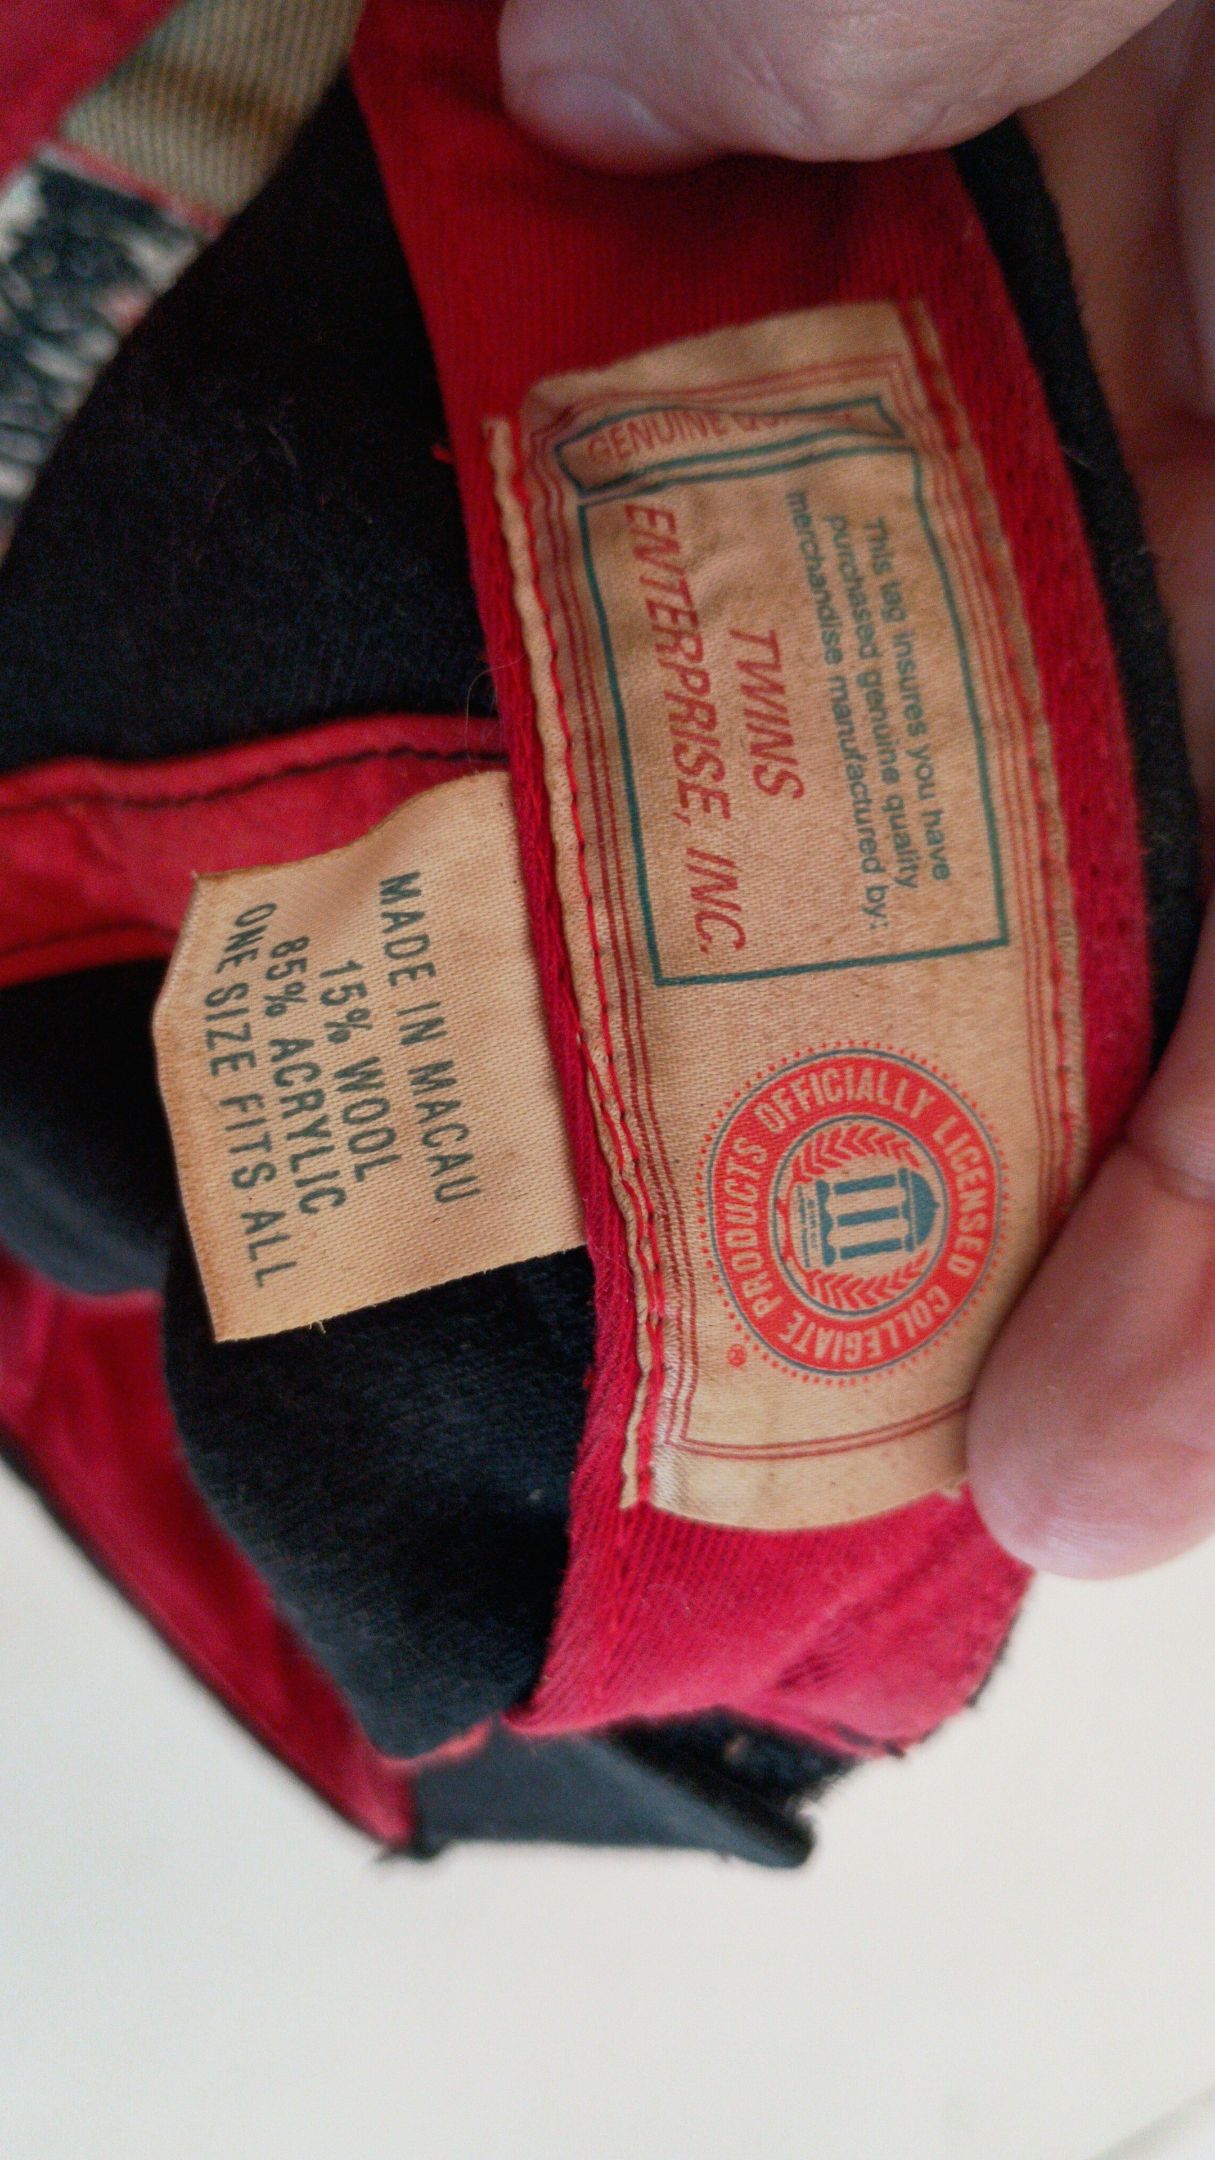 GENUINE
This tag insures you have
purchased genuine quality
merchandise manufactured by:
TWINS
ENTERPRISE, INC.
OFFICIALLY LICENSED COLLEGIATE PRODUCTS
®
MADE IN MACAU
15% WOOL
85% ACRYLIC
ONE SIZE FITS ALL